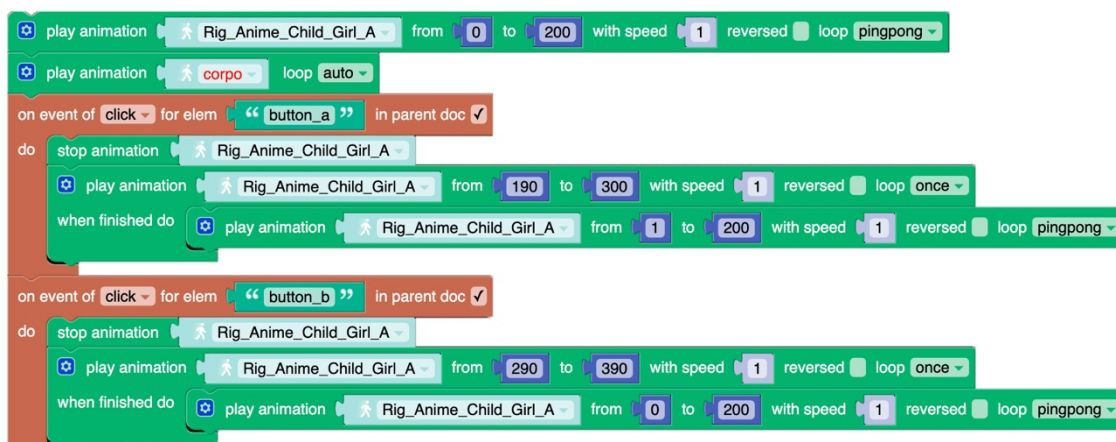 play animation Rig_Anime_Child_Girl_A from 0 to 200 with speed 1 reversed loop pingpong
play animation corpo loop auto
on event of click for elem “ button_a ” in parent doc ✓
do stop animation Rig_Anime_Child_Girl_A
play animation Rig_Anime_Child_Girl_A from 190 to 300 with speed 1 reversed loop once
when finished do play animation Rig_Anime_Child_Girl_A from 1 to 200 with speed 1 reversed loop pingpong
on event of click for elem “ button_b ” in parent doc ✓
do stop animation Rig_Anime_Child_Girl_A
play animation Rig_Anime_Child_Girl_A from 290 to 390 with speed 1 reversed loop once
when finished do play animation Rig_Anime_Child_Girl_A from 0 to 200 with speed 1 reversed loop pingpong